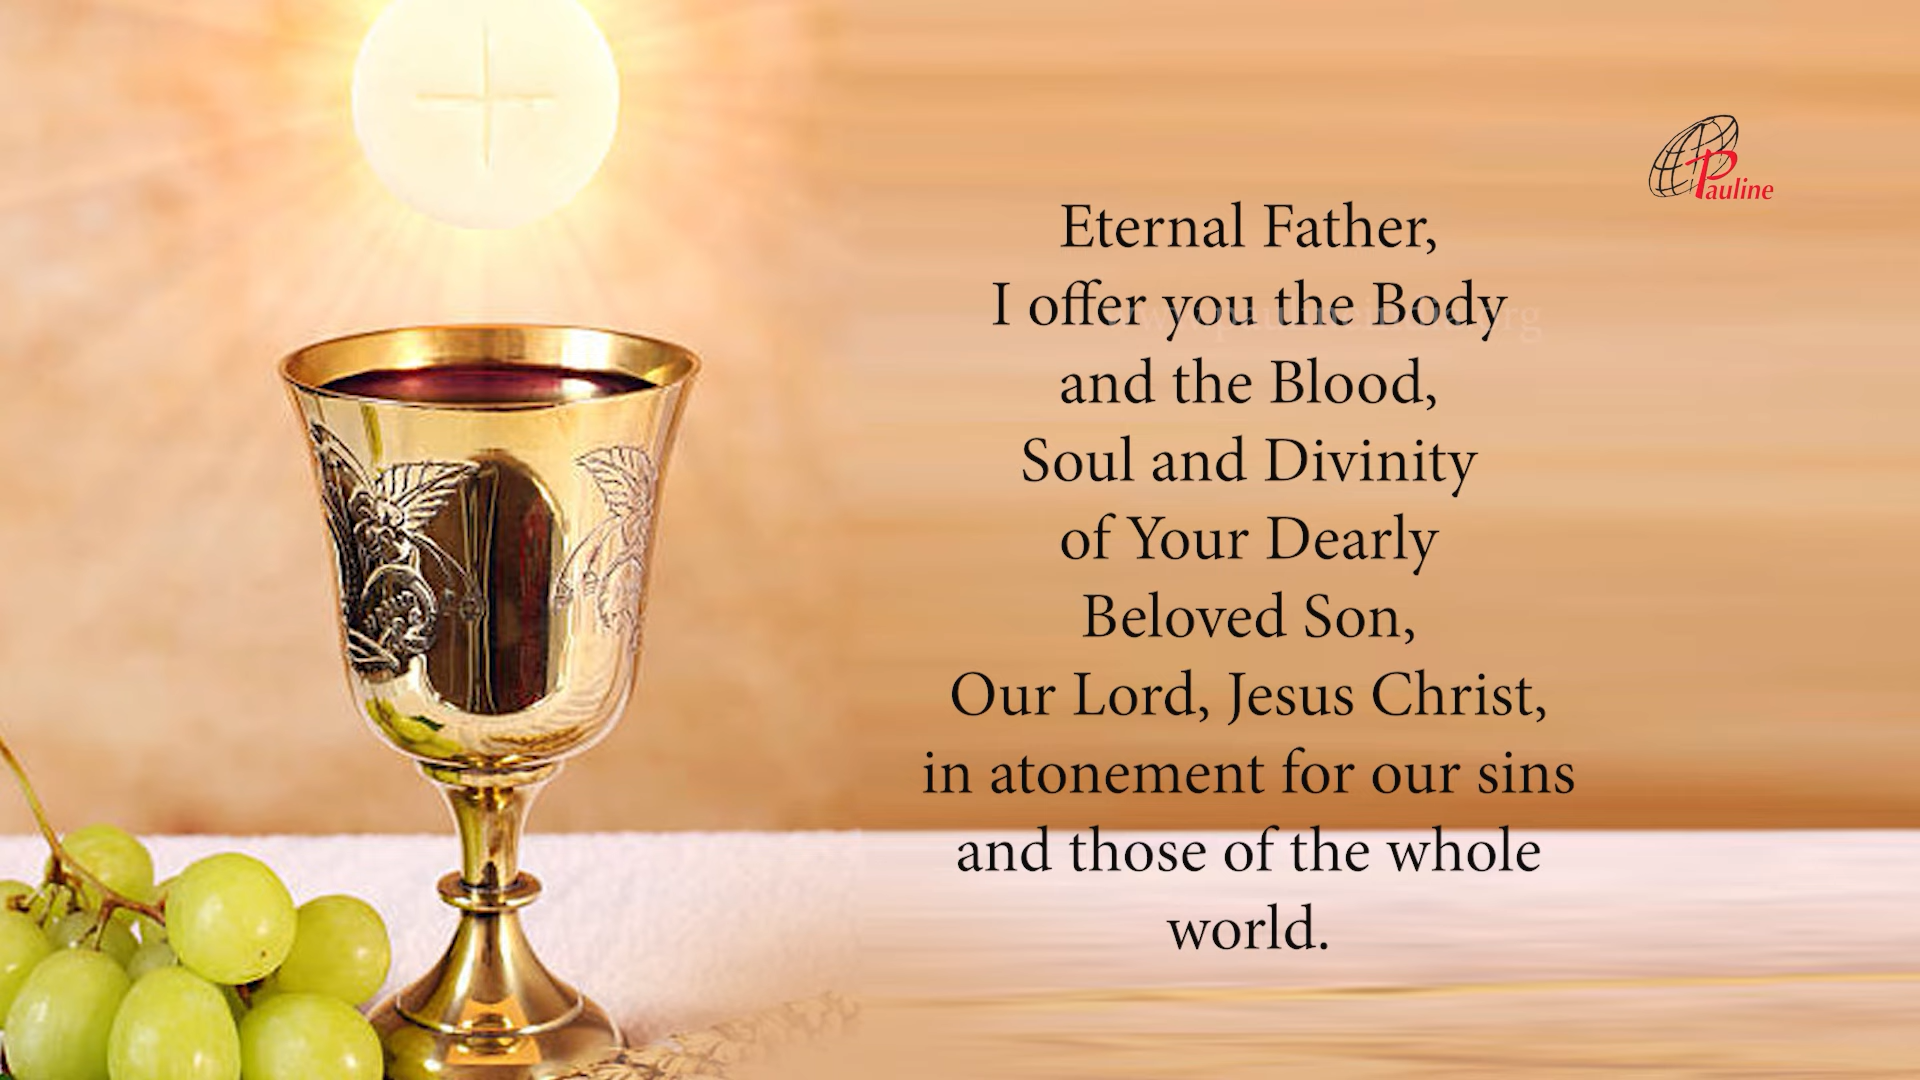 Pauline
Eternal Father,
I offer you the Body
and the Blood,
Soul and Divinity
of Your Dearly
Beloved Son,
Our Lord, Jesus Christ,
in atonement for our sins
and those of the whole
world.